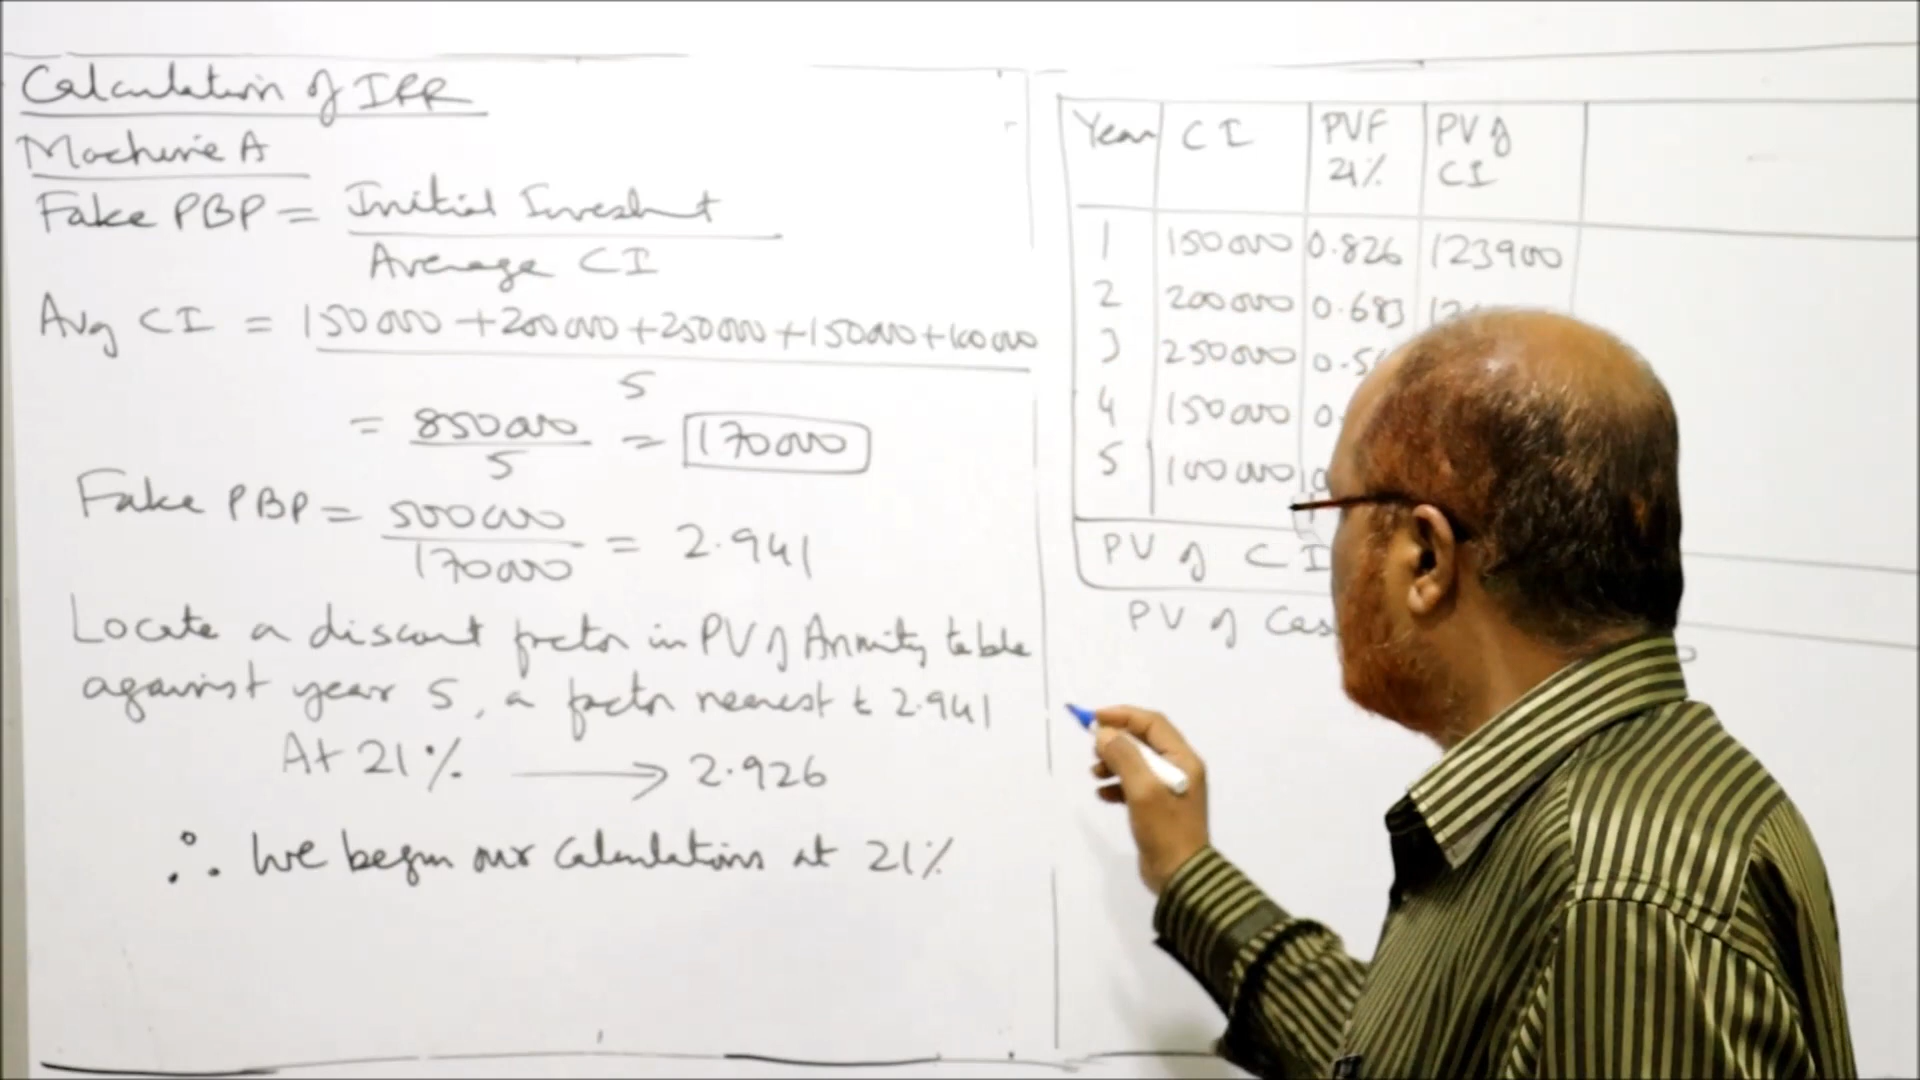 Calculation of IRR
Machine A
Fake PBP = Initial Investment
Average CI
Avg CI = 150000 + 200000 + 250000 + 150000 + 100000
5
= 850000 = 170000
5
Fake PBP = 500000 = 2.941
170000
Locate a discount factor in PV of Annuity table
against year 5, a factor nearest to 2.941
At 21% → 2.926
∴ We begin our calculations at 21%
Year CI PVF 21% PV of CI
1 150000 0.826 123900
2 200000 0.683
3 250000
4 150000
5 100000
PV of CI
PV of